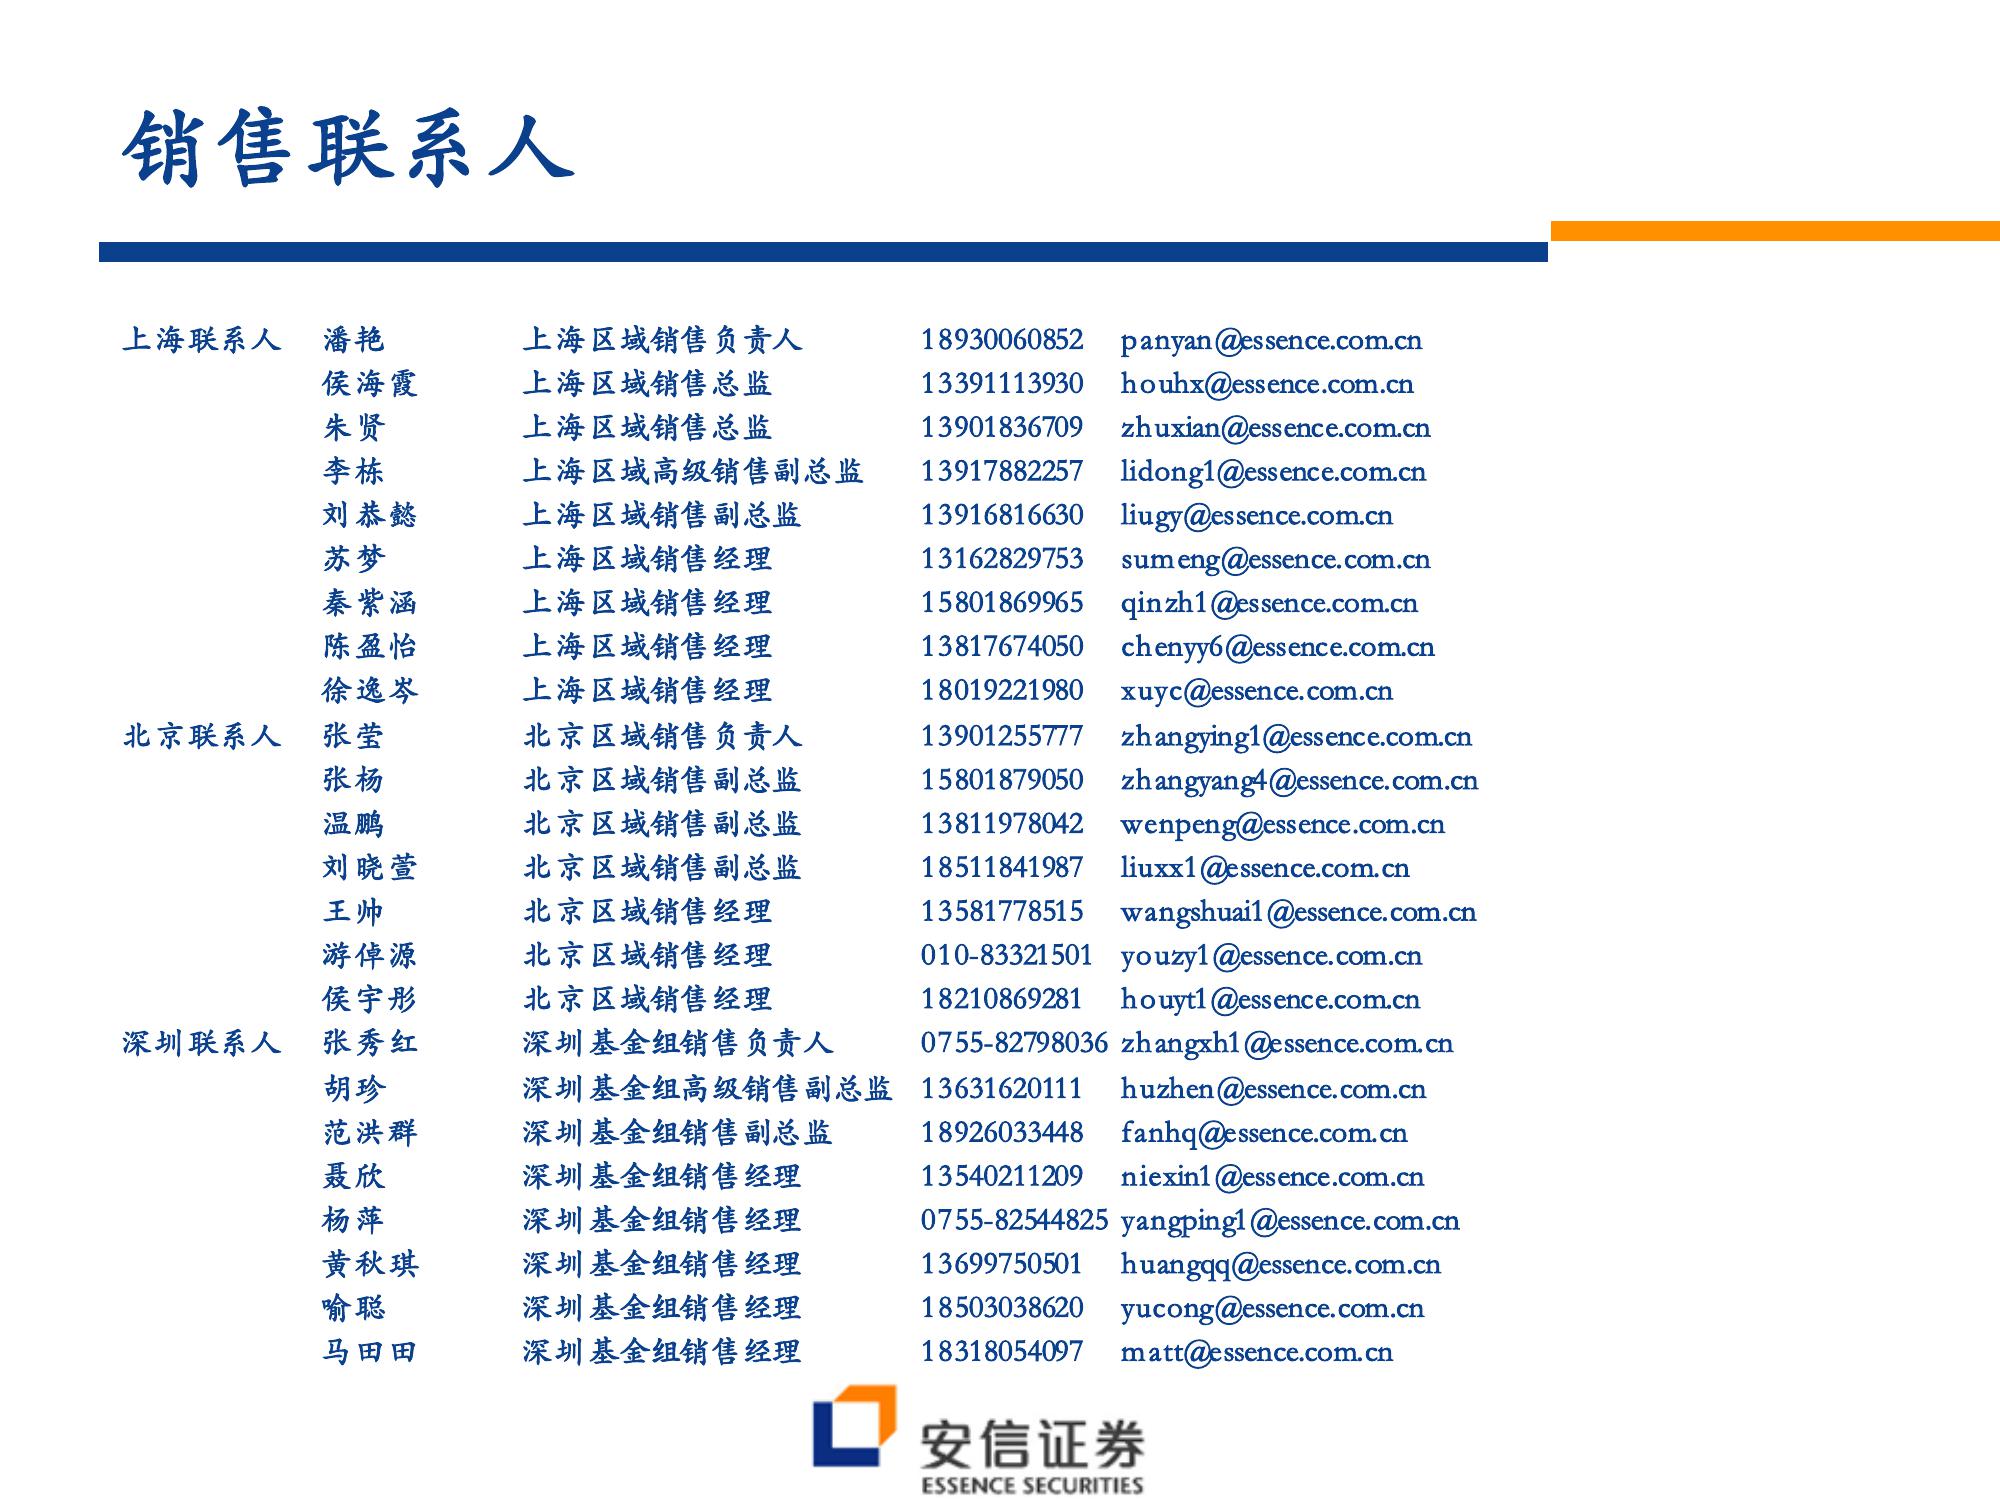 销售联系人
上海联系人 潘艳 上海区域销售负责人 18930060852 panyan@essence.com.cn
侯海霞 上海区域销售总监 13391113930 houhx@essence.com.cn
朱贤 上海区域销售总监 13901836709 zhuxian@essence.com.cn
李栋 上海区域高级销售副总监 13917882257 lidong1@essence.com.cn
刘恭懿 上海区域销售副总监 13916816630 liugy@essence.com.cn
苏梦 上海区域销售经理 13162829753 sumeng@essence.com.cn
秦紫涵 上海区域销售经理 15801869965 qinzh1@essence.com.cn
陈盈怡 上海区域销售经理 13817674050 chenyy6@essence.com.cn
徐逸岑 上海区域销售经理 18019221980 xuyc@essence.com.cn
北京联系人 张莹 北京区域销售负责人 13901255777 zhangying1@essence.com.cn
张杨 北京区域销售副总监 15801879050 zhangyang4@essence.com.cn
温鹏 北京区域销售副总监 13811978042 wenpeng@essence.com.cn
刘晓萱 北京区域销售副总监 18511841987 liuxx1@essence.com.cn
王帅 北京区域销售经理 13581778515 wangshuai1@essence.com.cn
游倬源 北京区域销售经理 010-83321501 youzy1@essence.com.cn
侯宇彤 北京区域销售经理 18210869281 houyt1@essence.com.cn
深圳联系人 张秀红 深圳基金组销售负责人 0755-82798036 zhangxh1@essence.com.cn
胡珍 深圳基金组高级销售副总监 13631620111 huzhen@essence.com.cn
范洪群 深圳基金组销售副总监 18926033448 fanhq@essence.com.cn
聂欣 深圳基金组销售经理 13540211209 niexin1@essence.com.cn
杨萍 深圳基金组销售经理 0755-82544825 yangping1@essence.com.cn
黄秋琪 深圳基金组销售经理 13699750501 huangqq@essence.com.cn
喻聪 深圳基金组销售经理 18503038620 yucong@essence.com.cn
马田田 深圳基金组销售经理 18318054097 matt@essence.com.cn
安信证券
ESSENCE SECURITIES